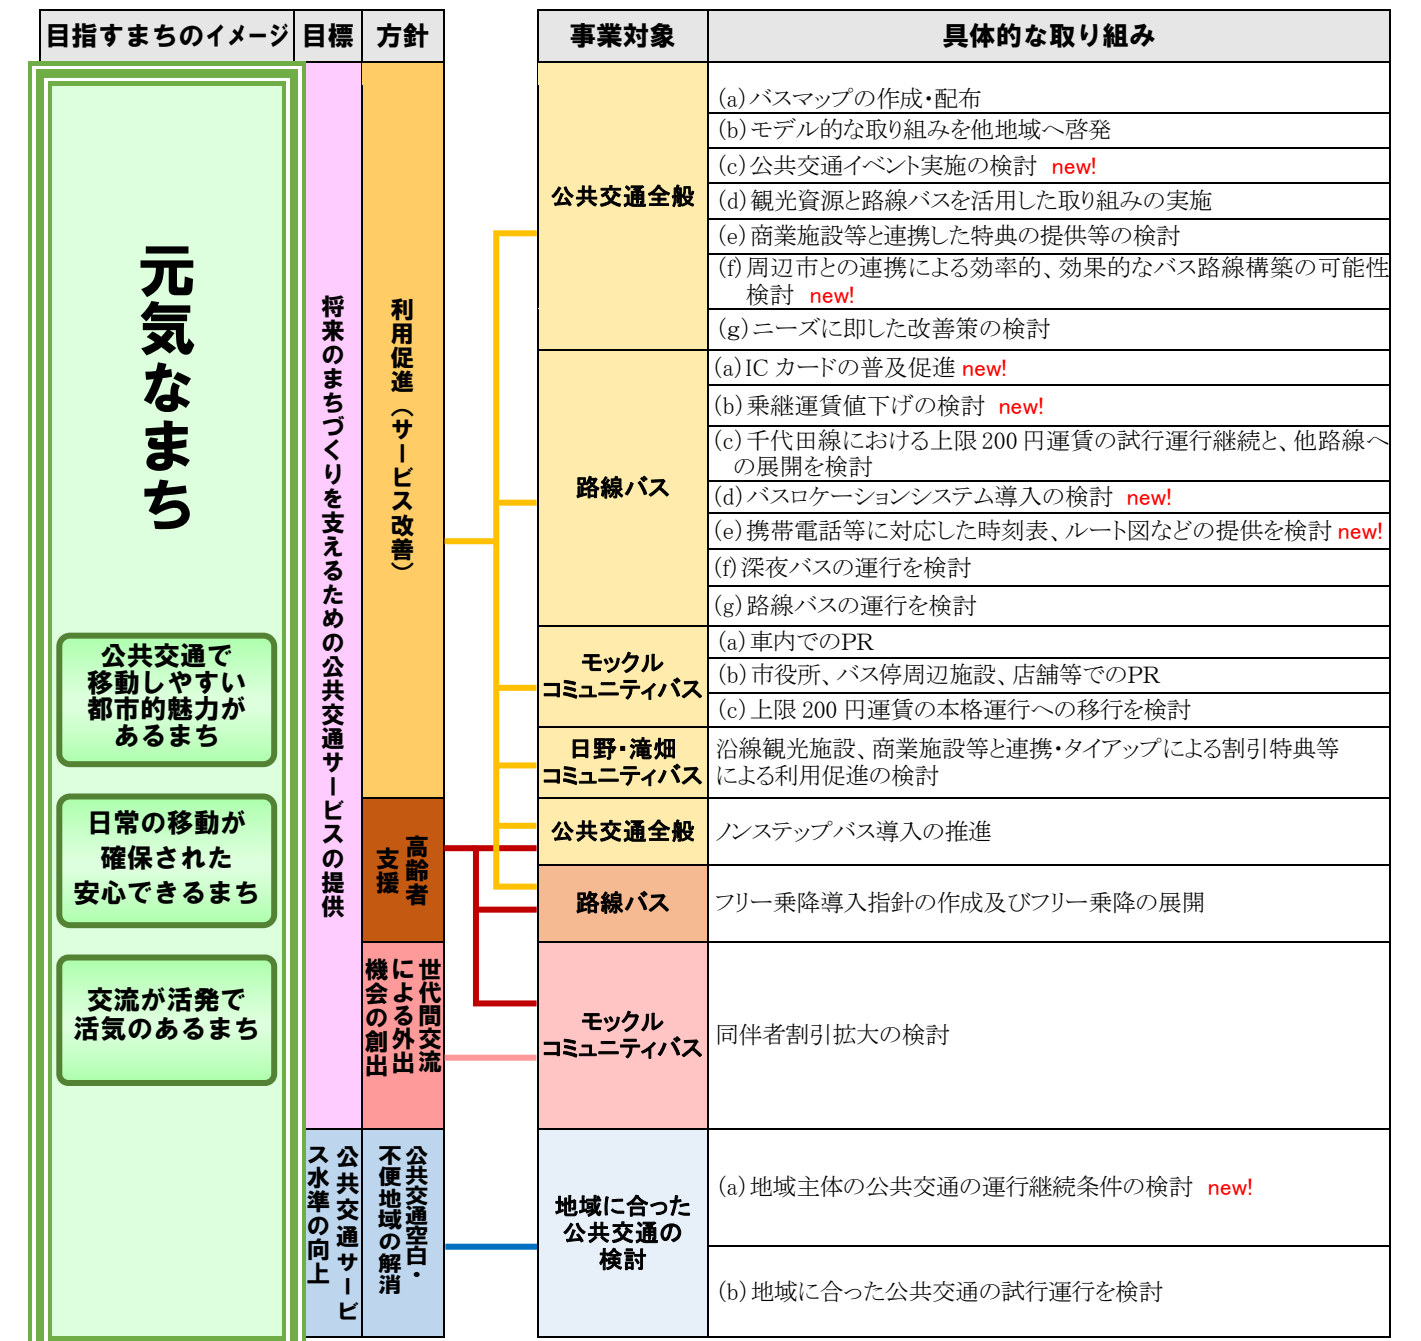 目指すまちのイメージ
目標
方針
事業対象
具体的な取り組み
元気なまち
公共交通で
移動しやすい
都市的魅力が
あるまち
日常の移動が
確保された
安心できるまち
交流が活発で
活気のあるまち
将来のまちづくりを支えるための公共交通サービスの提供
公共交通サービ
ス水準の向上
利用促進（サービス改善）
高齢者
支援
世代間交流
による外出
機会の創出
公共交通空白・
不便地域の解消
公共交通全般
(a)バスマップの作成・配布
(b)モデル的な取り組みを他地域へ啓発
(c)公共交通イベント実施の検討 new!
(d)観光資源と路線バスを活用した取り組みの実施
(e)商業施設等と連携した特典の提供等の検討
(f)周辺市との連携による効率的、効果的なバス路線構築の可能性
検討 new!
(g)ニーズに即した改善策の検討
路線バス
(a)IC カードの普及促進 new!
(b)乗継運賃値下げの検討 new!
(c)千代田線における上限 200 円運賃の試行運行継続と、他路線へ
の展開を検討
(d)バスロケーションシステム導入の検討 new!
(e)携帯電話等に対応した時刻表、ルート図などの提供を検討 new!
(f)深夜バスの運行を検討
(g)路線バスの運行を検討
モックル
コミュニティバス
(a)車内でのPR
(b)市役所、バス停周辺施設、店舗等でのPR
(c)上限 200 円運賃の本格運行への移行を検討
日野・滝畑
コミュニティバス
沿線観光施設、商業施設等と連携・タイアップによる割引特典等
による利用促進の検討
公共交通全般
ノンステップバス導入の推進
路線バス
フリー乗降導入指針の作成及びフリー乗降の展開
モックル
コミュニティバス
同伴者割引拡大の検討
地域に合った
公共交通の
検討
(a)地域主体の公共交通の運行継続条件の検討 new!
(b)地域に合った公共交通の試行運行を検討